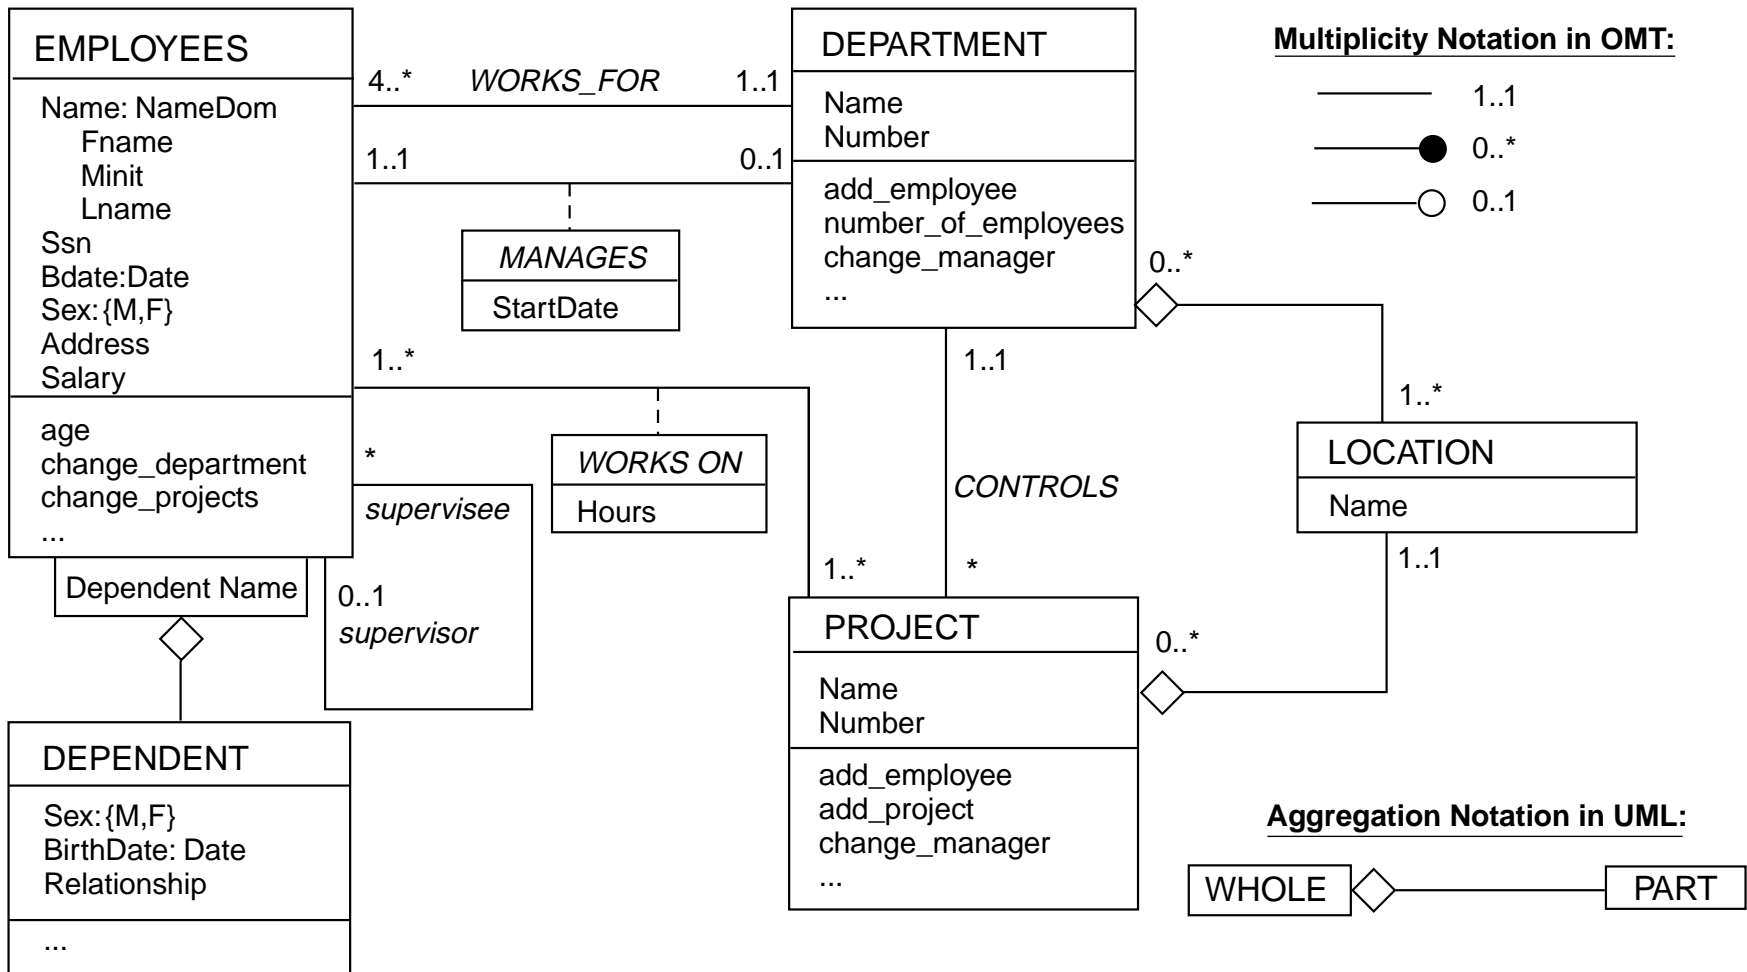 EMPLOYEES
Name: NameDom
Fname
Minit
Lname
Ssn
Bdate:Date
Sex:{M,F}
Address
Salary
age
change_department
change_projects
...
Dependent Name
4..*
WORKS_FOR
1..1
1..1
0..1
MANAGES
StartDate
1..*
WORKS ON
Hours
1..*
*
supervisee
0..1
supervisor
DEPARTMENT
Name
Number
add_employee
number_of_employees
change_manager
...
0..*
1..1
CONTROLS
*
1..*
LOCATION
Name
1..1
0..*
PROJECT
Name
Number
add_employee
add_project
change_manager
...
DEPENDENT
Sex:{M,F}
BirthDate: Date
Relationship
...
Multiplicity Notation in OMT:
1..1
0..*
0..1
Aggregation Notation in UML:
WHOLE
PART